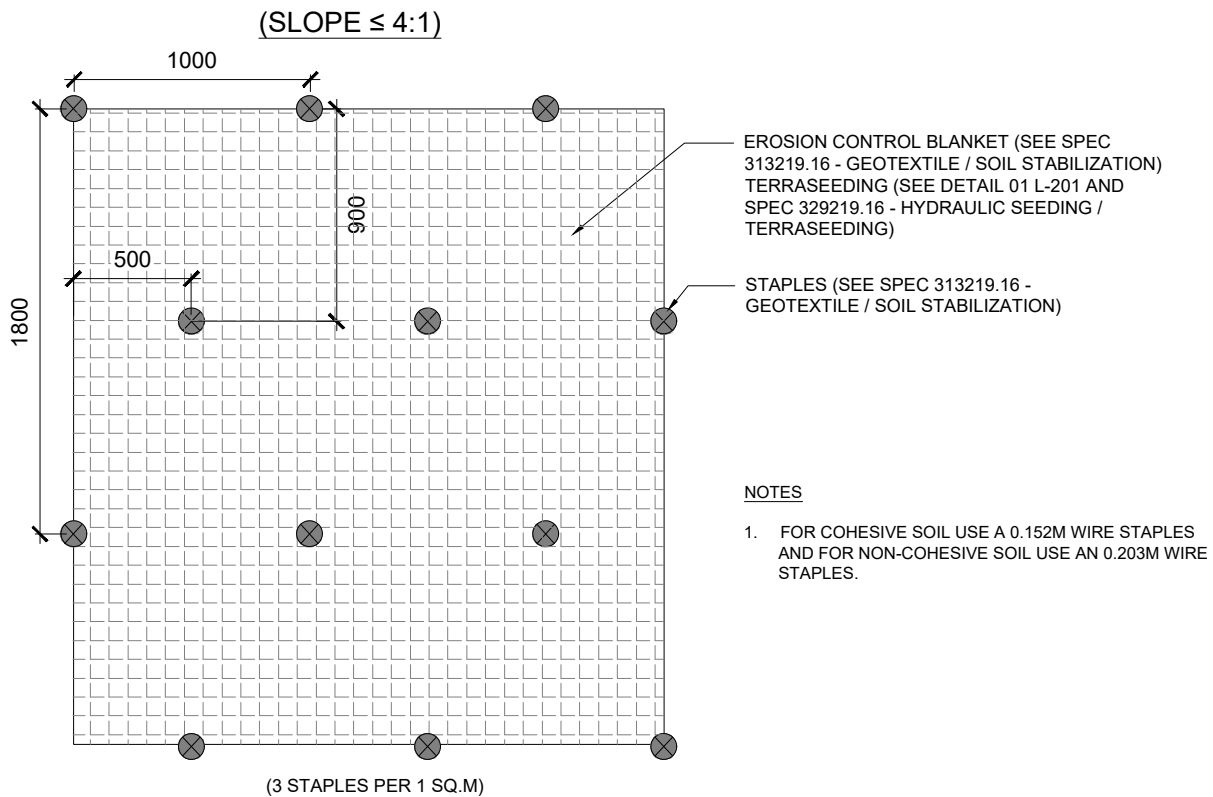 (SLOPE ≤ 4:1)
1000
EROSION CONTROL BLANKET (SEE SPEC
313219.16 - GEOTEXTILE / SOIL STABILIZATION)
TERRASEEDING (SEE DETAIL 01 L-201 AND
SPEC 329219.16 - HYDRAULIC SEEDING /
TERRASEEDING)
900
500
1800
STAPLES (SEE SPEC 313219.16 -
GEOTEXTILE / SOIL STABILIZATION)
NOTES
1. FOR COHESIVE SOIL USE A 0.152M WIRE STAPLES
AND FOR NON-COHESIVE SOIL USE AN 0.203M WIRE
STAPLES.
(3 STAPLES PER 1 SQ.M)